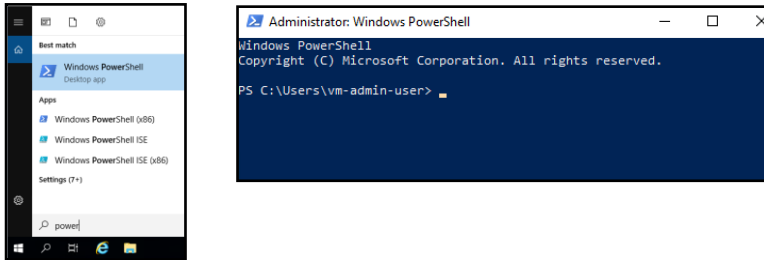 Best match
Windows PowerShell
Desktop app
Apps
Windows PowerShell (x86)
Windows PowerShell ISE
Windows PowerShell ISE (x86)
Settings (7+)
power
Administrator: Windows PowerShell
Windows PowerShell
Copyright (C) Microsoft Corporation. All rights reserved.
PS C:\Users\vm-admin-user>